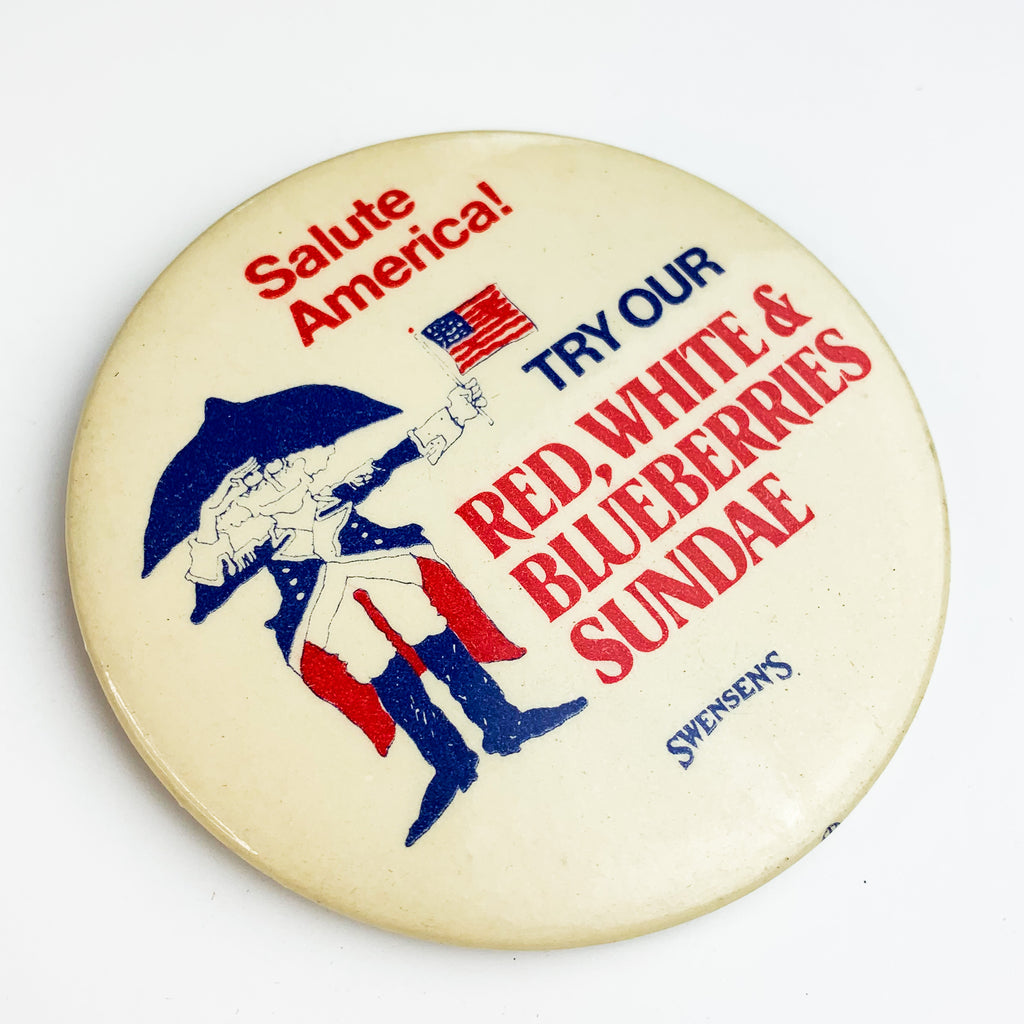 Salute
America!
TRY OUR
RED, WHITE &
BLUEBERRIES
SUNDAE
SWENSEN'S